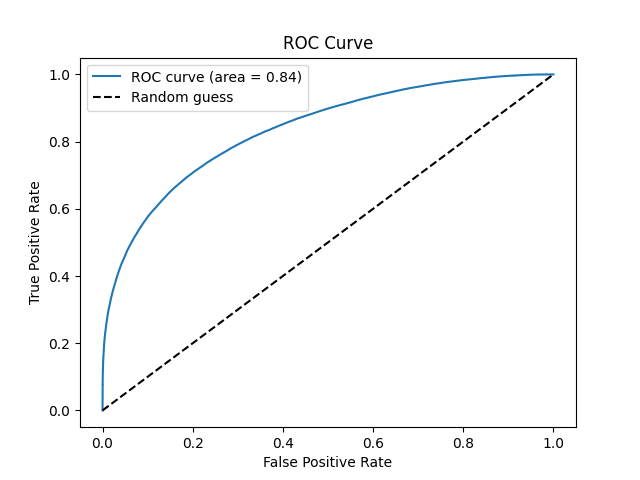 ROC Curve
ROC curve (area = 0.84)
Random guess
True Positive Rate
1.0
0.8
0.6
0.4
0.2
0.0
0.0 0.2 0.4 0.6 0.8 1.0
False Positive Rate